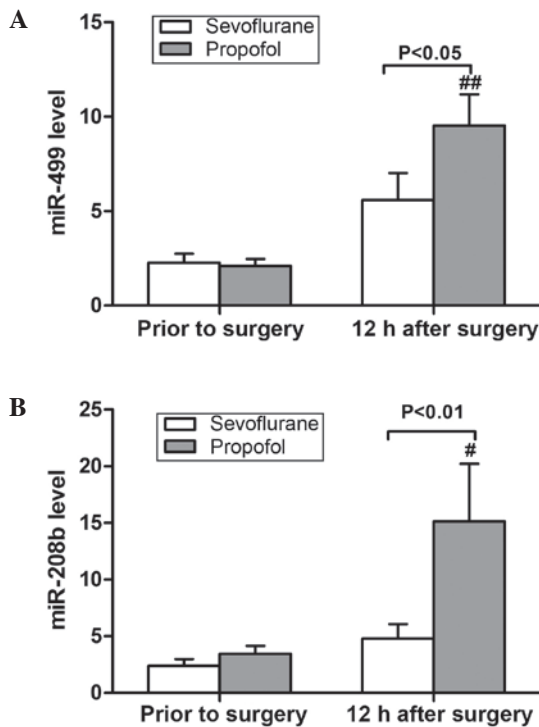 A
15
10
5
0
miR-499 level
Sevoflurane
Propofol
P<0.05
##
Prior to surgery
12 h after surgery
B
25
20
15
10
5
0
miR-208b level
Sevoflurane
Propofol
P<0.01
#
Prior to surgery
12 h after surgery